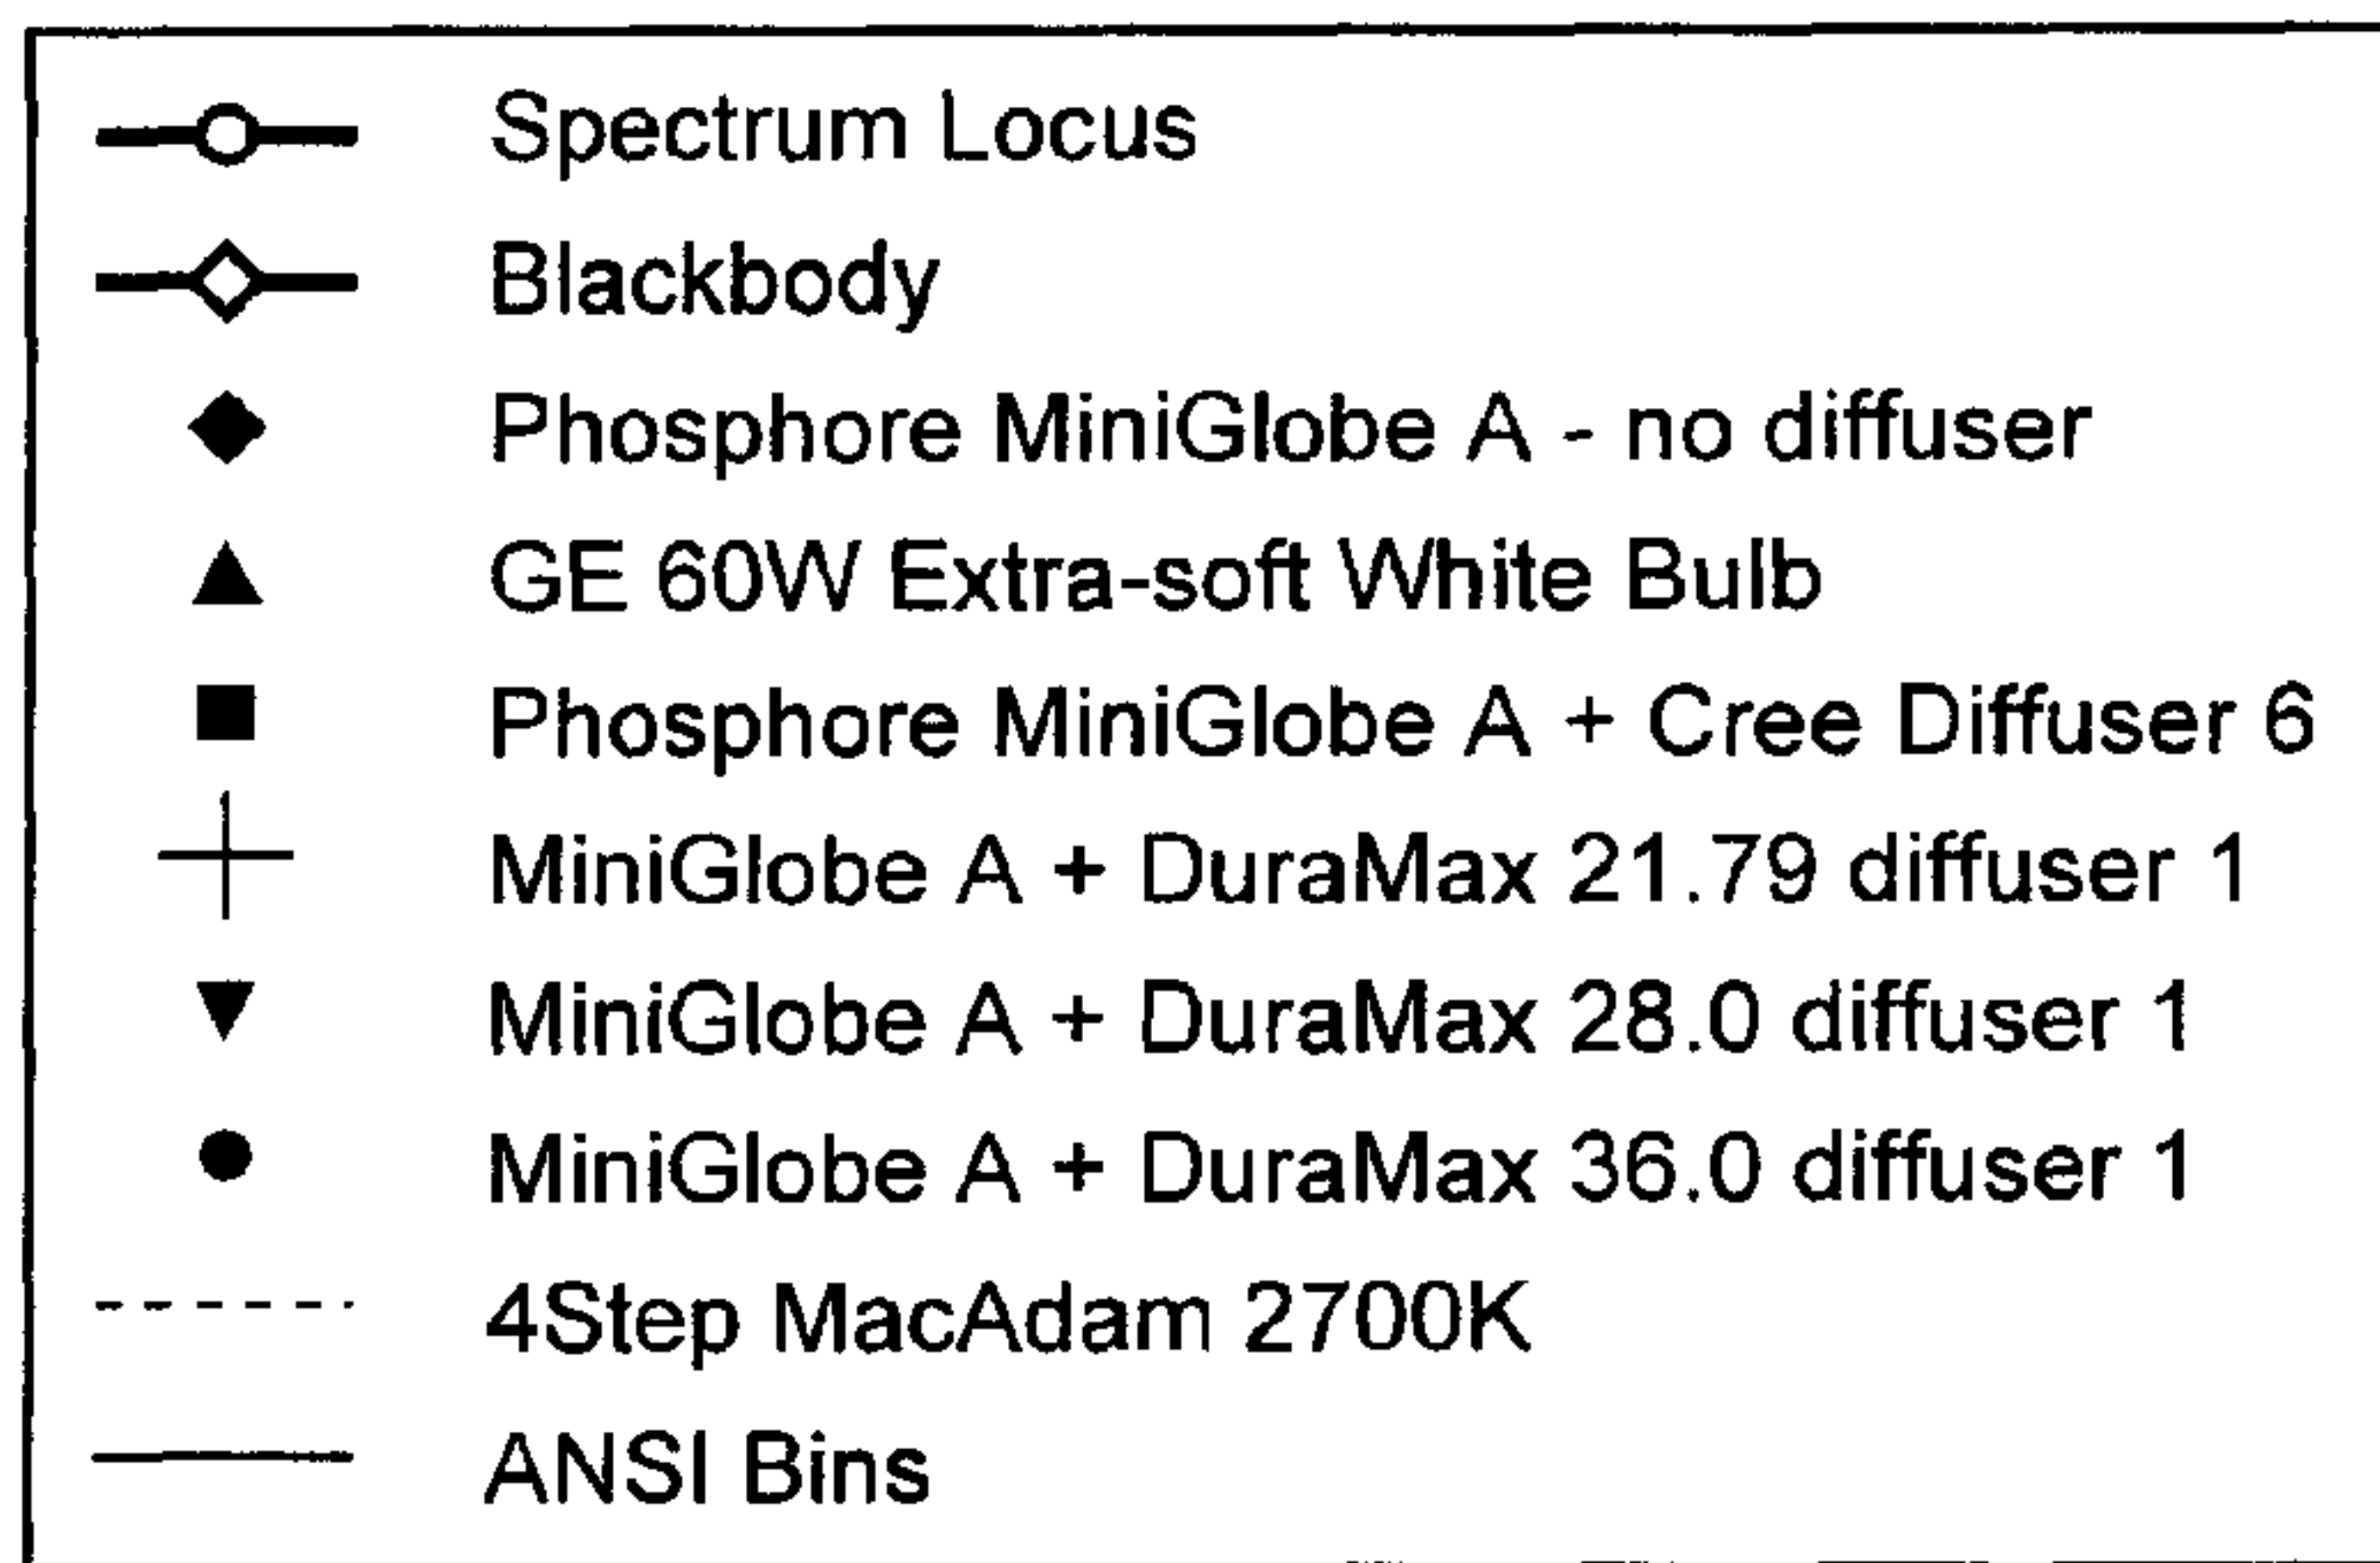 Spectrum Locus
Blackbody
Phosphore MiniGlobe A - no diffuser
GE 60W Extra-soft White Bulb
Phosphore MiniGlobe A + Cree Diffuser 6
MiniGlobe A + DuraMax 21.79 diffuser 1
MiniGlobe A + DuraMax 28.0 diffuser 1
MiniGlobe A + DuraMax 36.0 diffuser 1
4Step MacAdam 2700K
ANSI Bins